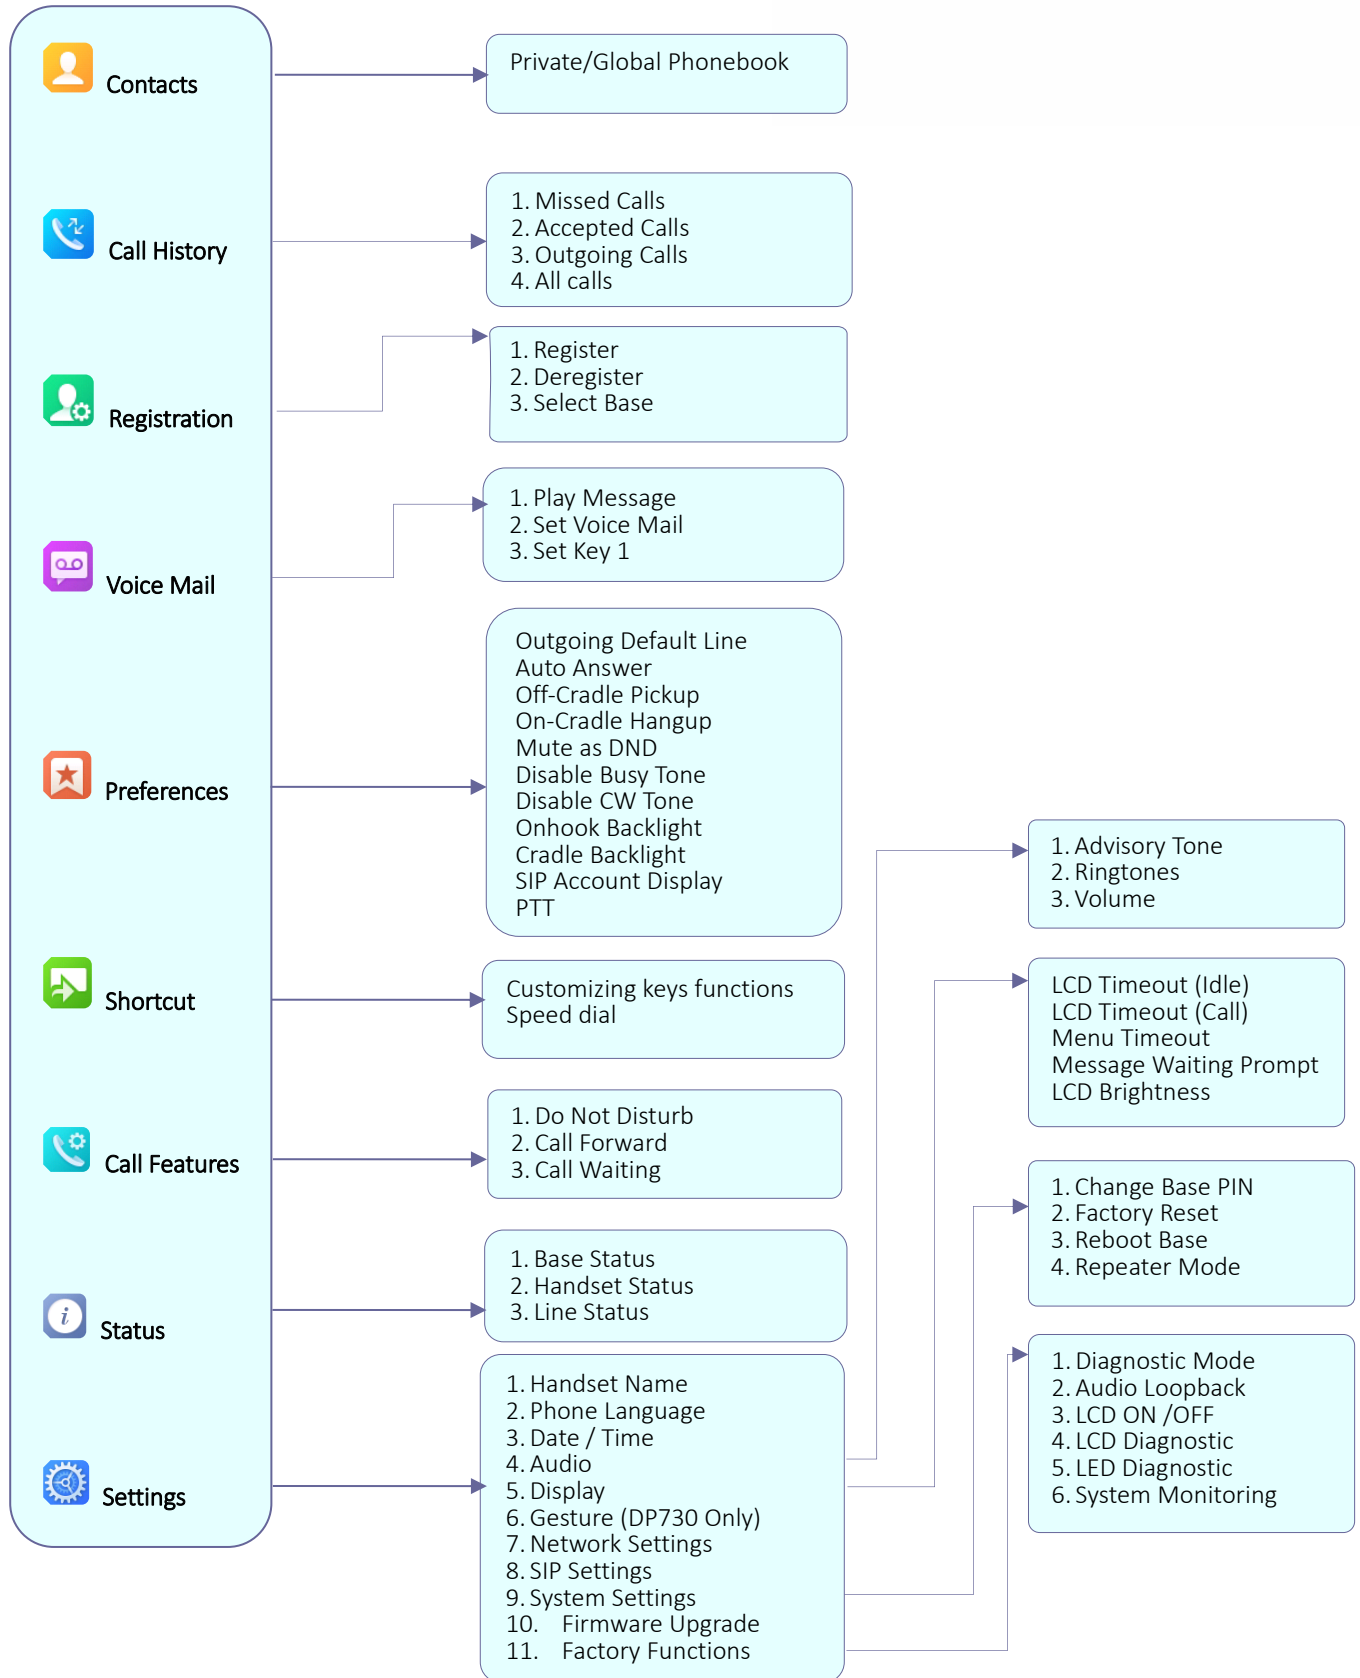 Contacts
Private/Global Phonebook
Call History
1. Missed Calls
2. Accepted Calls
3. Outgoing Calls
4. All calls
Registration
1. Register
2. Deregister
3. Select Base
Voice Mail
1. Play Message
2. Set Voice Mail
3. Set Key 1
Preferences
Outgoing Default Line
Auto Answer
Off-Cradle Pickup
On-Cradle Hangup
Mute as DND
Disable Busy Tone
Disable CW Tone
Onhook Backlight
Cradle Backlight
SIP Account Display
PTT
Shortcut
Customizing keys functions
Speed dial
Call Features
1. Do Not Disturb
2. Call Forward
3. Call Waiting
Status
1. Base Status
2. Handset Status
3. Line Status
Settings
1. Handset Name
2. Phone Language
3. Date / Time
4. Audio
5. Display
6. Gesture (DP730 Only)
7. Network Settings
8. SIP Settings
9. System Settings
10. Firmware Upgrade
11. Factory Functions
1. Advisory Tone
2. Ringtones
3. Volume
LCD Timeout (Idle)
LCD Timeout (Call)
Menu Timeout
Message Waiting Prompt
LCD Brightness
1. Change Base PIN
2. Factory Reset
3. Reboot Base
4. Repeater Mode
1. Diagnostic Mode
2. Audio Loopback
3. LCD ON /OFF
4. LCD Diagnostic
5. LED Diagnostic
6. System Monitoring